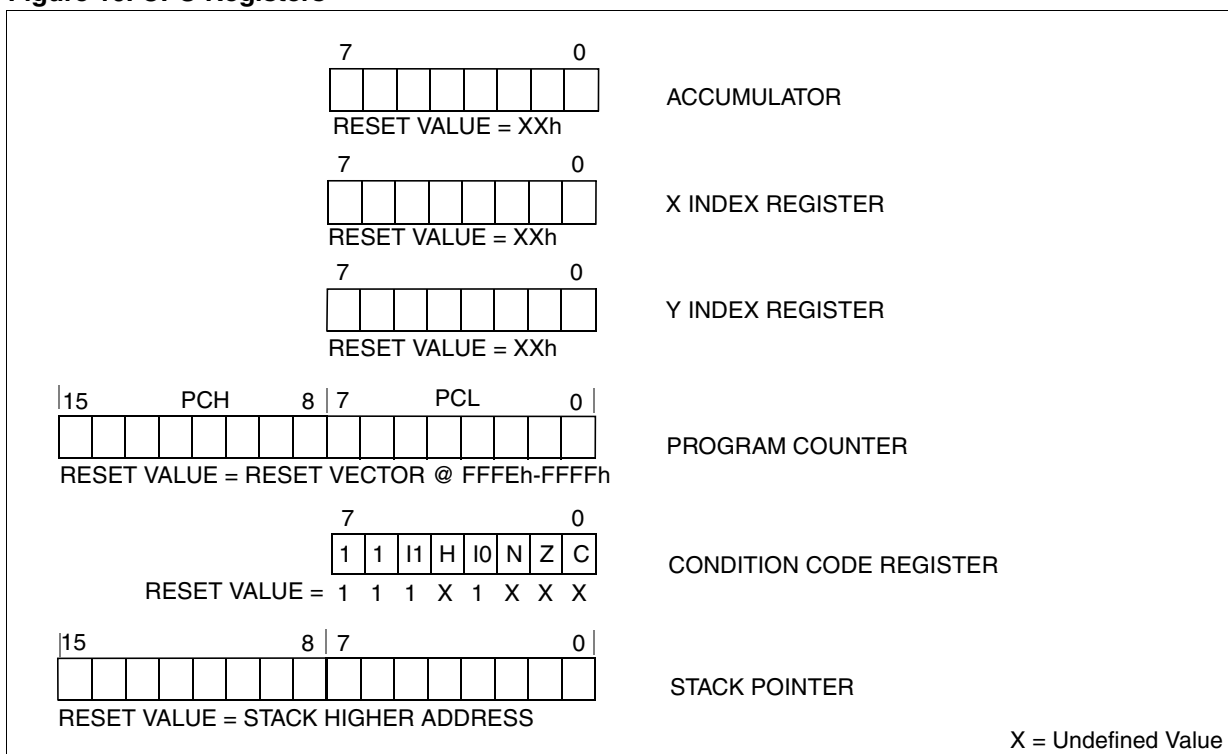 7 0
ACCUMULATOR
RESET VALUE = XXh
7 0
X INDEX REGISTER
RESET VALUE = XXh
7 0
Y INDEX REGISTER
RESET VALUE = XXh
15 PCH 8 7 PCL 0
PROGRAM COUNTER
RESET VALUE = RESET VECTOR @ FFFEh-FFFFh
7 0
1 1 I1 H I0 N Z C
CONDITION CODE REGISTER
RESET VALUE = 1 1 1 X 1 X X X
15 8 7 0
STACK POINTER
RESET VALUE = STACK HIGHER ADDRESS
X = Undefined Value